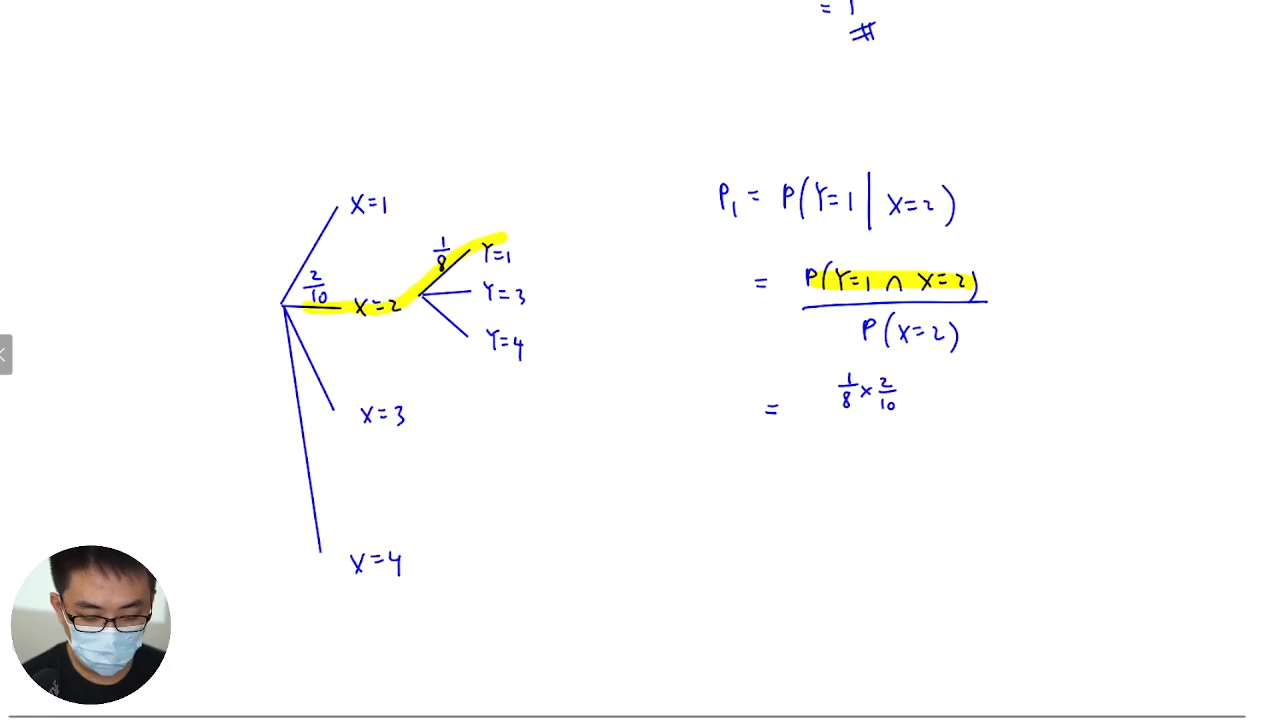 = 1
X=1
2/10
X=2
1/8
Y=1
Y=3
Y=4
X=3
X=4
P₁ = P(Y=1 | X=2)
= P(Y=1 ∩ X=2) / P(X=2)
= 1/8 × 2/10